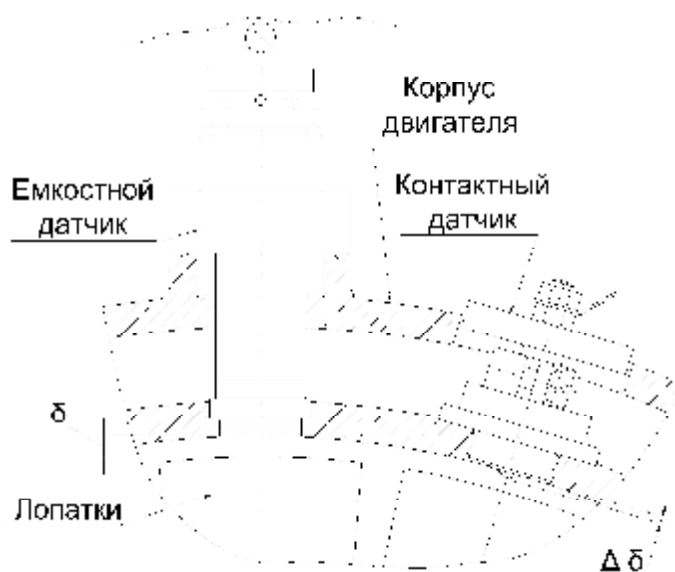 Корпус
двигателя
Емкостной
датчик
Контактный
датчик
δ
Лопатки
Δ δ